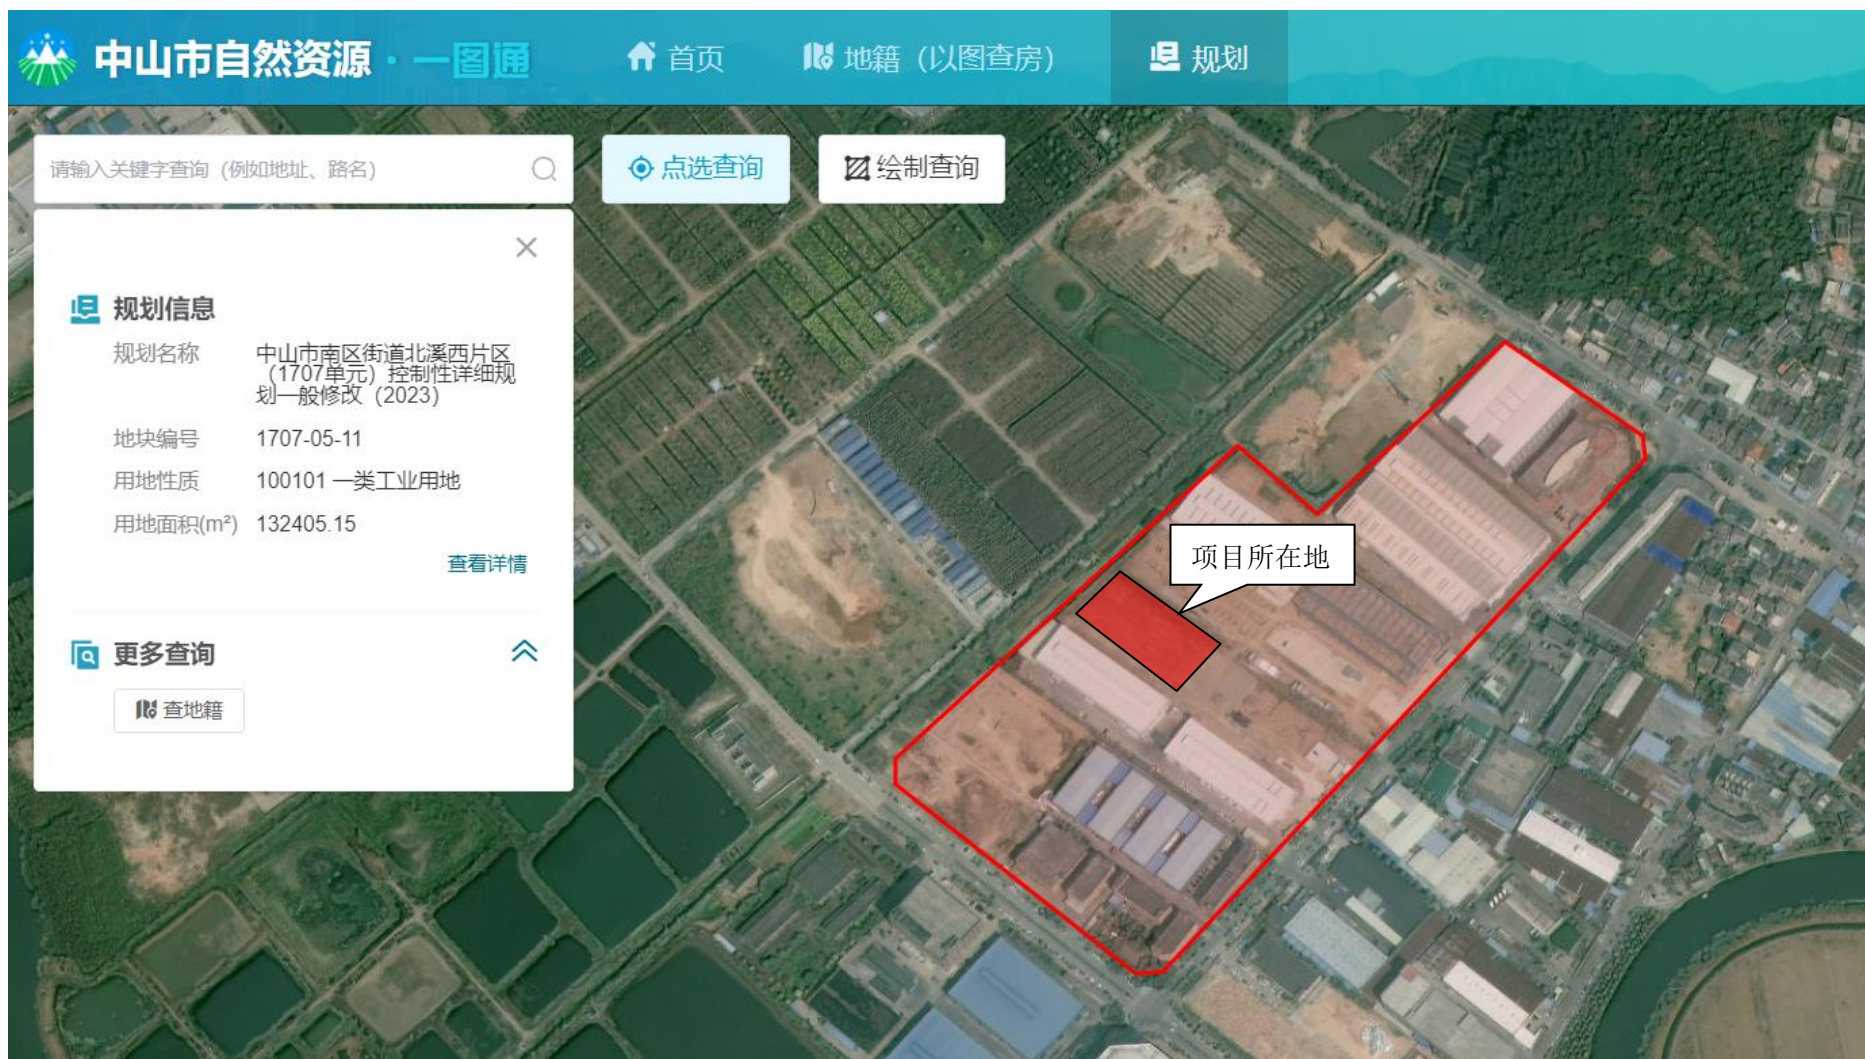 中山市自然资源·一图通
首页
地籍（以图查房）
规划
请输入关键字查询（例如地址、路名）
点选查询
绘制查询
规划信息
规划名称
中山市南区街道北溪西片区
（1707单元）控制性详细规
划一般修改（2023）
地块编号 1707-05-11
用地性质 100101 一类工业用地
用地面积(m²) 132405.15
查看详情
更多查询
查地籍
项目所在地